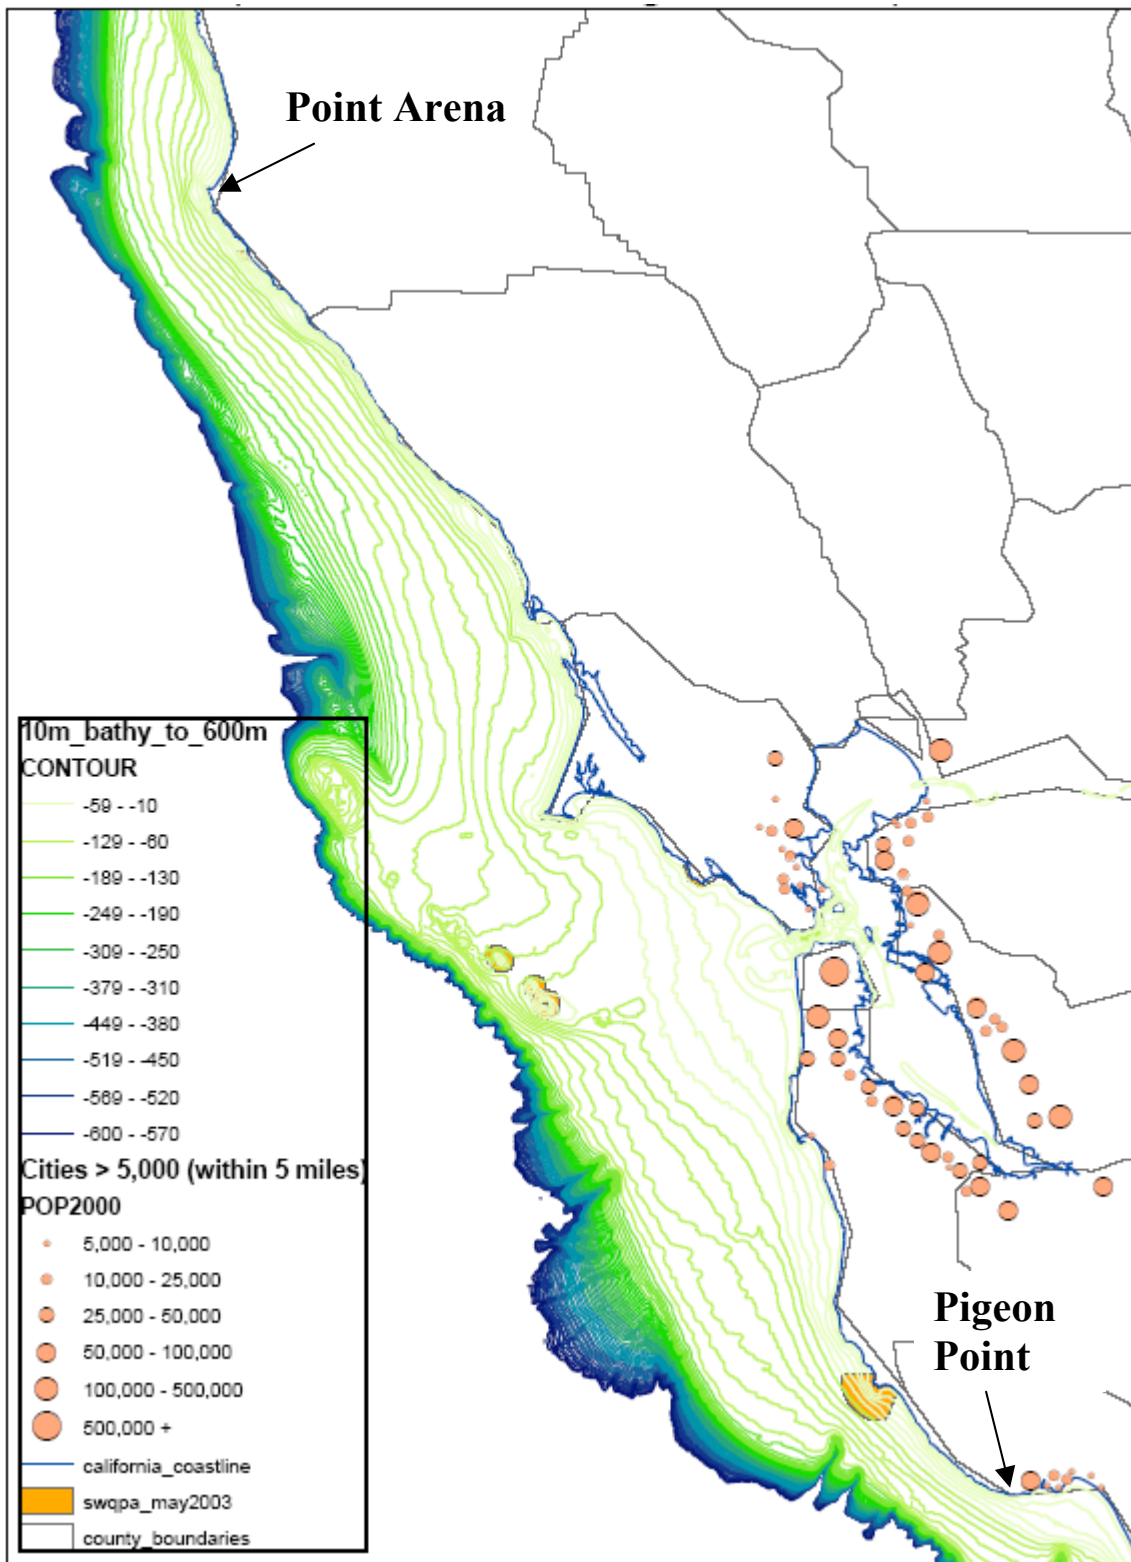 Point Arena
10m_bathy_to_600m
CONTOUR
-59 - -10
-129 - -60
-189 - -130
-249 - -190
-309 - -250
-379 - -310
-449 - -380
-519 - -450
-569 - -520
-600 - -570
Cities > 5,000 (within 5 miles)
POP2000
5,000 - 10,000
10,000 - 25,000
25,000 - 50,000
50,000 - 100,000
100,000 - 500,000
500,000 +
california_coastline
swqpa_may2003
county_boundaries
Pigeon
Point